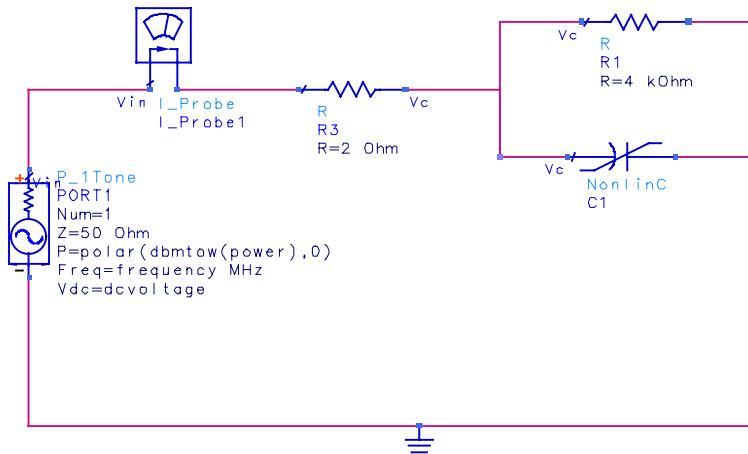 Vin
I_Probe
I_Probe1
R
R3
R=2 Ohm
Vc
Vc
R
R1
R=4 kOhm
Vc
NonlinC
C1
+
Vin
P_1Tone
PORT1
Num=1
Z=50 Ohm
P=polar(dbmtow(power),0)
Freq=frequency MHz
Vdc=dcvoltage
-